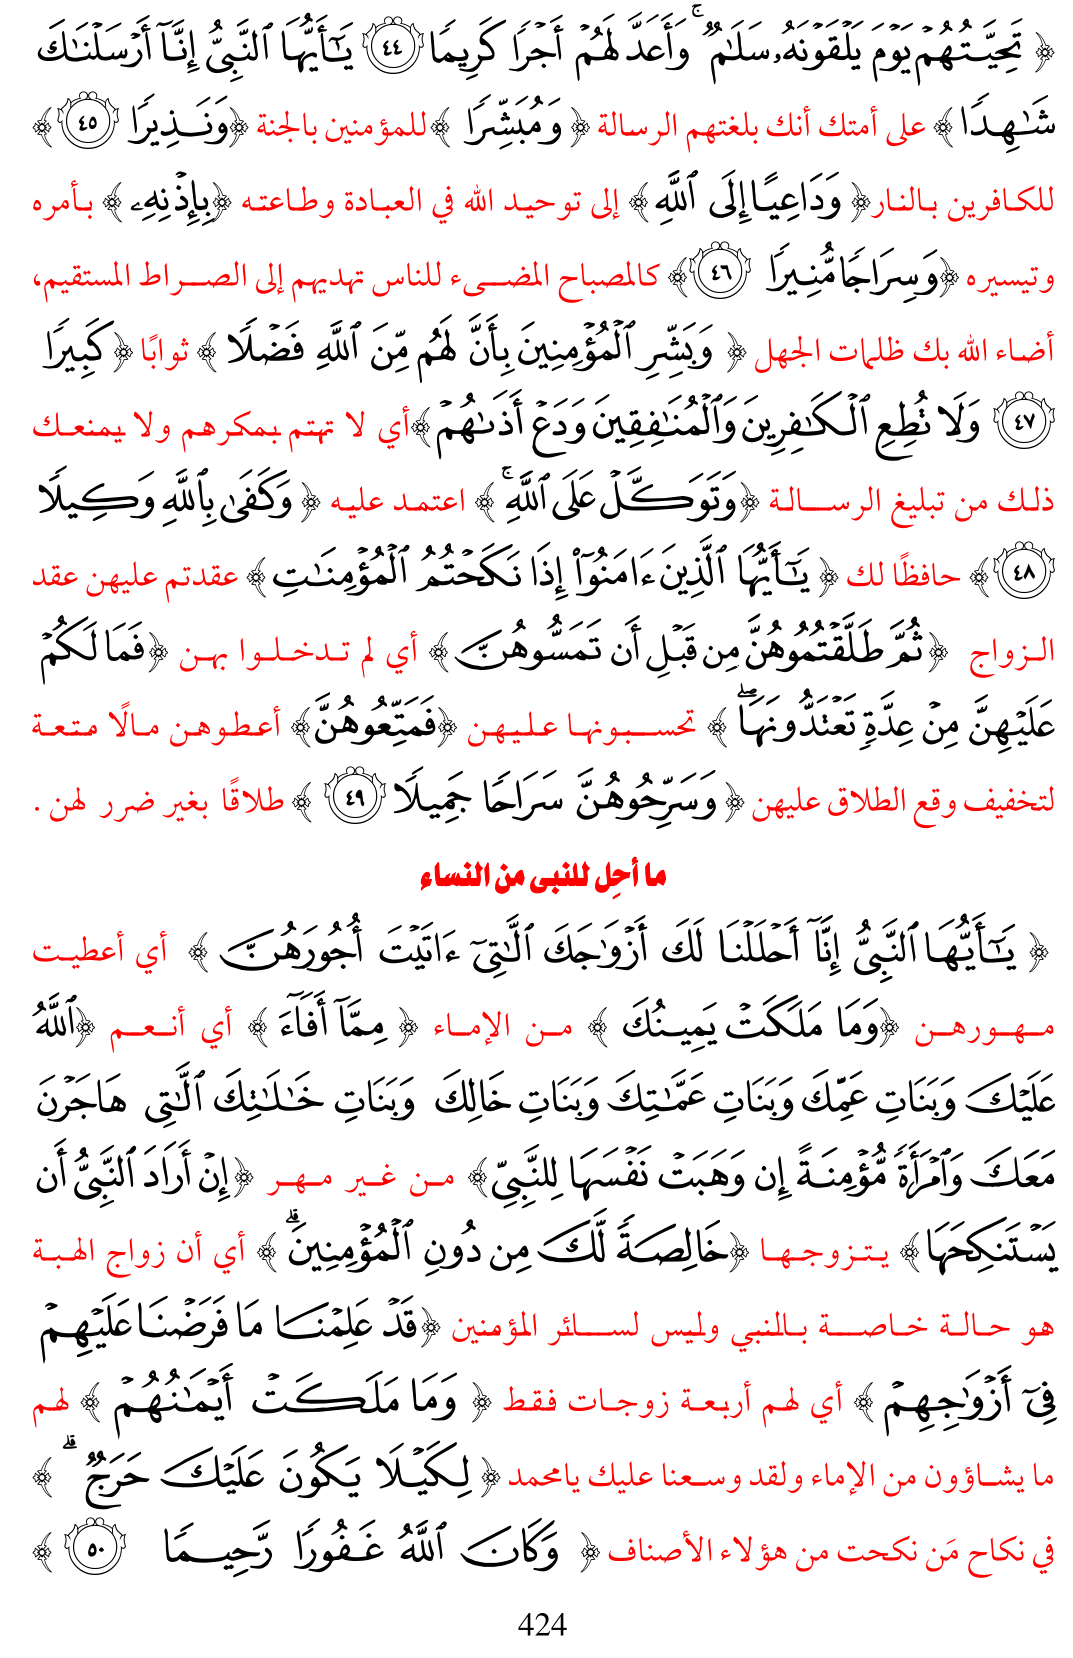 ﴿ تَحِيَّتُهُمْ يَوْمَ يَلْقَوْنَهُۥ سَلَٰمٌۚ وَأَعَدَّ لَهُمْ أَجْرًا كَرِيمًا ٤٤ يَٰٓأَيُّهَا ٱلنَّبِىُّ إِنَّآ أَرْسَلْنَٰكَ
شَٰهِدًا﴾ على أمتك أنك بلغتهم الرسالة ﴿ وَمُبَشِّرًا ﴾ للمؤمنين بالجنة ﴿وَنَذِيرًا ٤٥ ﴾
للكافرين بالنار﴿ وَدَاعِيًا إِلَى ٱللَّهِ﴾ إلى توحيد الله في العبادة وطاعته ﴿بِإِذْنِهِۦ ﴾ بأمره
وتيسيره ﴿وَسِرَاجًا مُّنِيرًا ٤٦ ﴾ كالمصباح المضىء للناس تهديهم إلى الصراط المستقيم،
أضاء الله بك ظلمات الجهل ﴿ وَبَشِّرِ ٱلْمُؤْمِنِينَ بِأَنَّ لَهُم مِّنَ ٱللَّهِ فَضْلًا ﴾ ثوابًا ﴿كَبِيرًا
٤٧ وَلَا تُطِعِ ٱلْكَٰفِرِينَ وَٱلْمُنَٰفِقِينَ وَدَعْ أَذَىٰهُمْ ﴾أي لا تهتم بمكرهم ولا يمنعك
ذلك من تبليغ الرسالة ﴿وَتَوَكَّلْ عَلَى ٱللَّهِۚ ﴾ اعتمد عليه ﴿ وَكَفَىٰ بِٱللَّهِ وَكِيلًا
٤٨ ﴾ حافظًا لك ﴿ يَٰٓأَيُّهَا ٱلَّذِينَ ءَامَنُوٓا۟ إِذَا نَكَحْتُمُ ٱلْمُؤْمِنَٰتِ ﴾ عقدتم عليهن عقد
الزواج ﴿ثُمَّ طَلَّقْتُمُوهُنَّ مِن قَبْلِ أَن تَمَسُّوهُنَّ ﴾ أي لم تدخلوا بهن ﴿فَمَا لَكُمْ
عَلَيْهِنَّ مِنْ عِدَّةٍ تَعْتَدُّونَهَاۖ ﴾ تحسبونها عليهن ﴿فَمَتِّعُوهُنَّ﴾ أعطوهن مالًا متعة
لتخفيف وقع الطلاق عليهن ﴿ وَسَرِّحُوهُنَّ سَرَاحًا جَمِيلًا ٤٩ ﴾ طلاقًا بغير ضرر لهن .
ما أحِل للنبى من النساء
﴿ يَٰٓأَيُّهَا ٱلنَّبِىُّ إِنَّآ أَحْلَلْنَا لَكَ أَزْوَٰجَكَ ٱلَّٰتِىٓ ءَاتَيْتَ أُجُورَهُنَّ ﴾ أي أعطيت
مهورهن ﴿وَمَا مَلَكَتْ يَمِينُكَ ﴾ من الإماء ﴿ مِمَّآ أَفَآءَ ﴾ أي أنعم ﴿ٱللَّهُ
عَلَيْكَ وَبَنَاتِ عَمِّكَ وَبَنَاتِ عَمَّٰتِكَ وَبَنَاتِ خَالِكَ وَبَنَاتِ خَٰلَٰتِكَ ٱلَّٰتِى هَاجَرْنَ
مَعَكَ وَٱمْرَأَةً مُّؤْمِنَةً إِن وَهَبَتْ نَفْسَهَا لِلنَّبِىِّ﴾ من غير مهر ﴿إِنْ أَرَادَ ٱلنَّبِىُّ أَن
يَسْتَنكِحَهَا﴾ يتزوجها ﴿خَالِصَةً لَّكَ مِن دُونِ ٱلْمُؤْمِنِينَۗ ﴾ أي أن زواج الهبة
هو حالة خاصة بالنبي وليس لسائر المؤمنين ﴿قَدْ عَلِمْنَا مَا فَرَضْنَا عَلَيْهِمْ
فِىٓ أَزْوَٰجِهِمْ ﴾ أي لهم أربعة زوجات فقط ﴿ وَمَا مَلَكَتْ أَيْمَٰنُهُمْ ﴾ لهم
ما يشاؤون من الإماء ولقد وسعنا عليك يامحمد ﴿ لِكَيْلَا يَكُونَ عَلَيْكَ حَرَجٌۗ ﴾
في نكاح مَن نكحت من هؤلاء الأصناف ﴿ وَكَانَ ٱللَّهُ غَفُورًا رَّحِيمًا ٥٠ ﴾
424